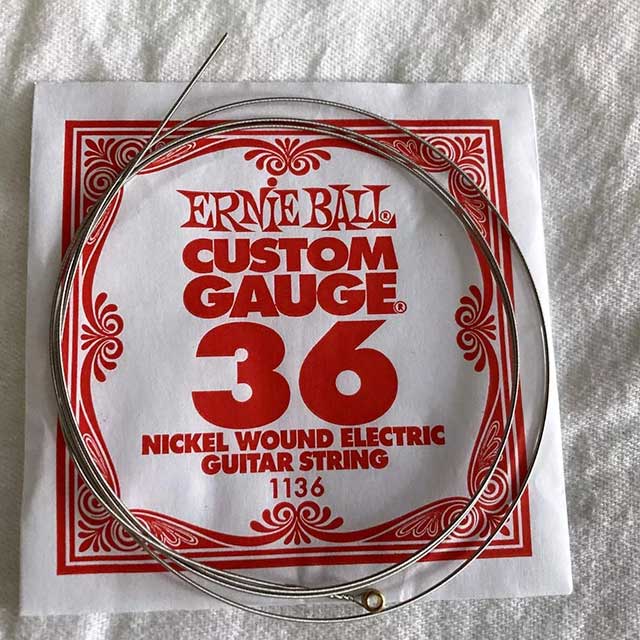 ERNIE BALL®
CUSTOM
GAUGE®
36
NICKEL WOUND ELECTRIC
GUITAR STRING
1136